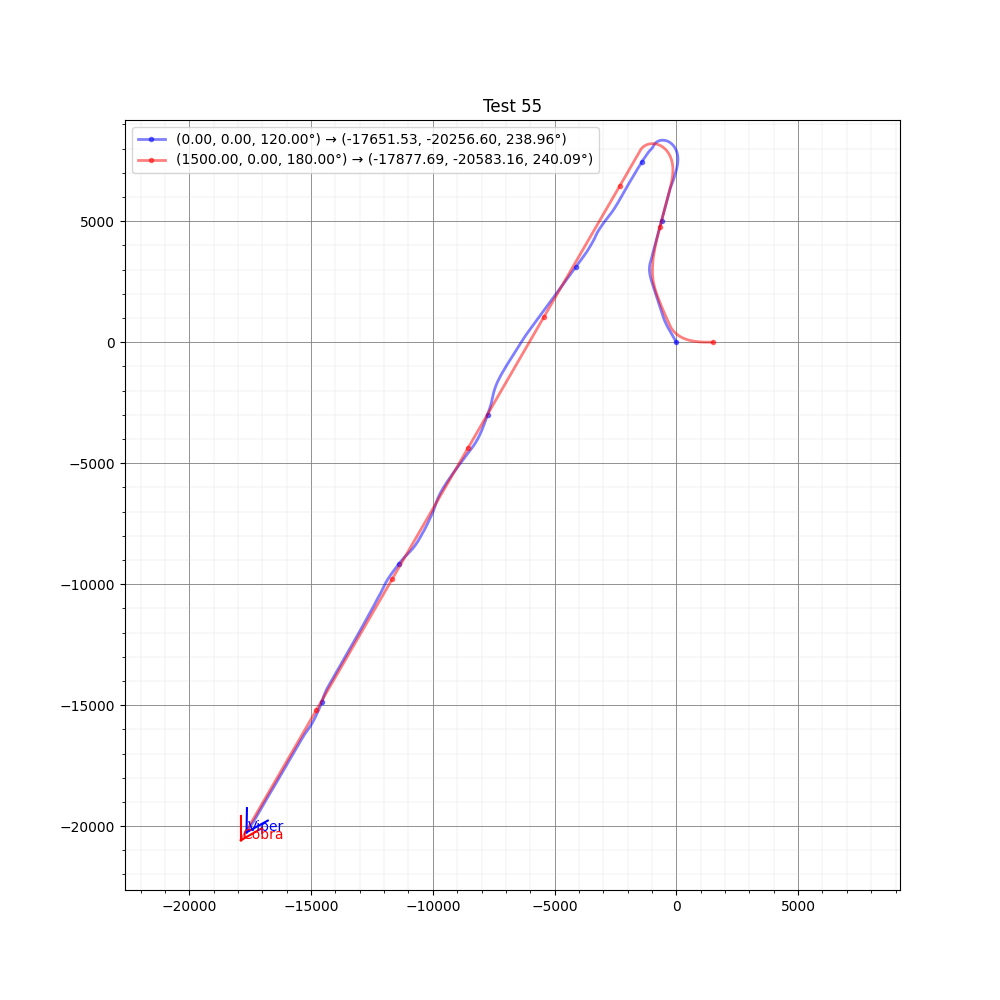 Test 55
(0.00, 0.00, 120.00°) → (-17651.53, -20256.60, 238.96°)
(1500.00, 0.00, 180.00°) → (-17877.69, -20583.16, 240.09°)
5000
0
−5000
−10000
−15000
−20000
Viper
Cobra
−20000 −15000 −10000 −5000 0 5000